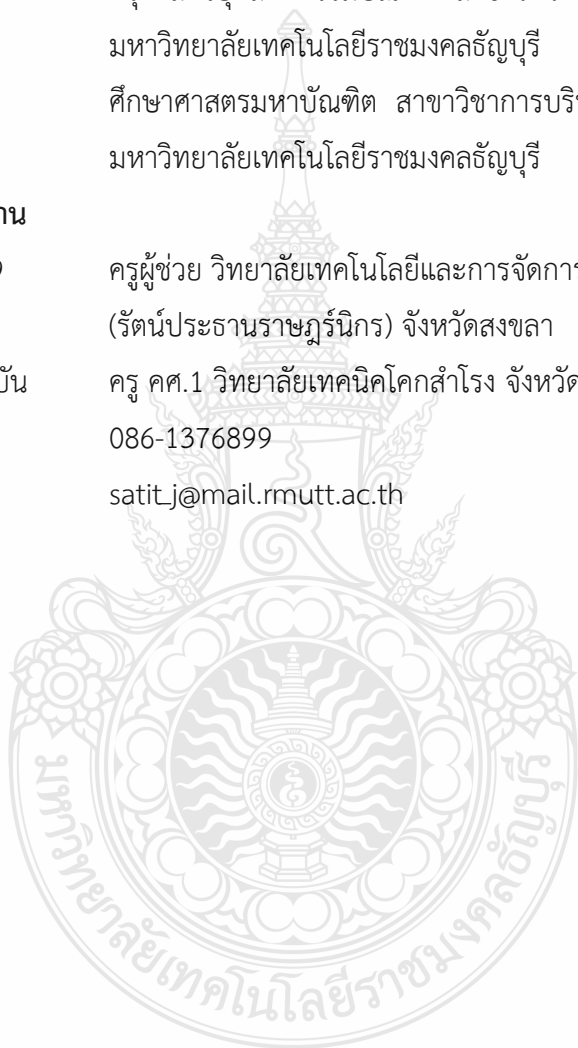 มหาวิทยาลัยเทคโนโลยีราชมงคลธัญบุรี
ศึกษาศาสตรมหาบัณฑิต สาขาวิชาการบริ
มหาวิทยาลัยเทคโนโลยีราชมงคลธัญบุรี
าน
ครูผู้ช่วย วิทยาลัยเทคโนโลยีและการจัดการ
(รัตน์ประธานราษฎร์นิกร) จังหวัดสงขลา
บัน ครู คศ.1 วิทยาลัยเทคนิคโคกสำโรง จังหวัด
086-1376899
satit_j@mail.rmutt.ac.th
มหาวิทยาลัยเทคโนโลยีราชมงคลธัญบุรี